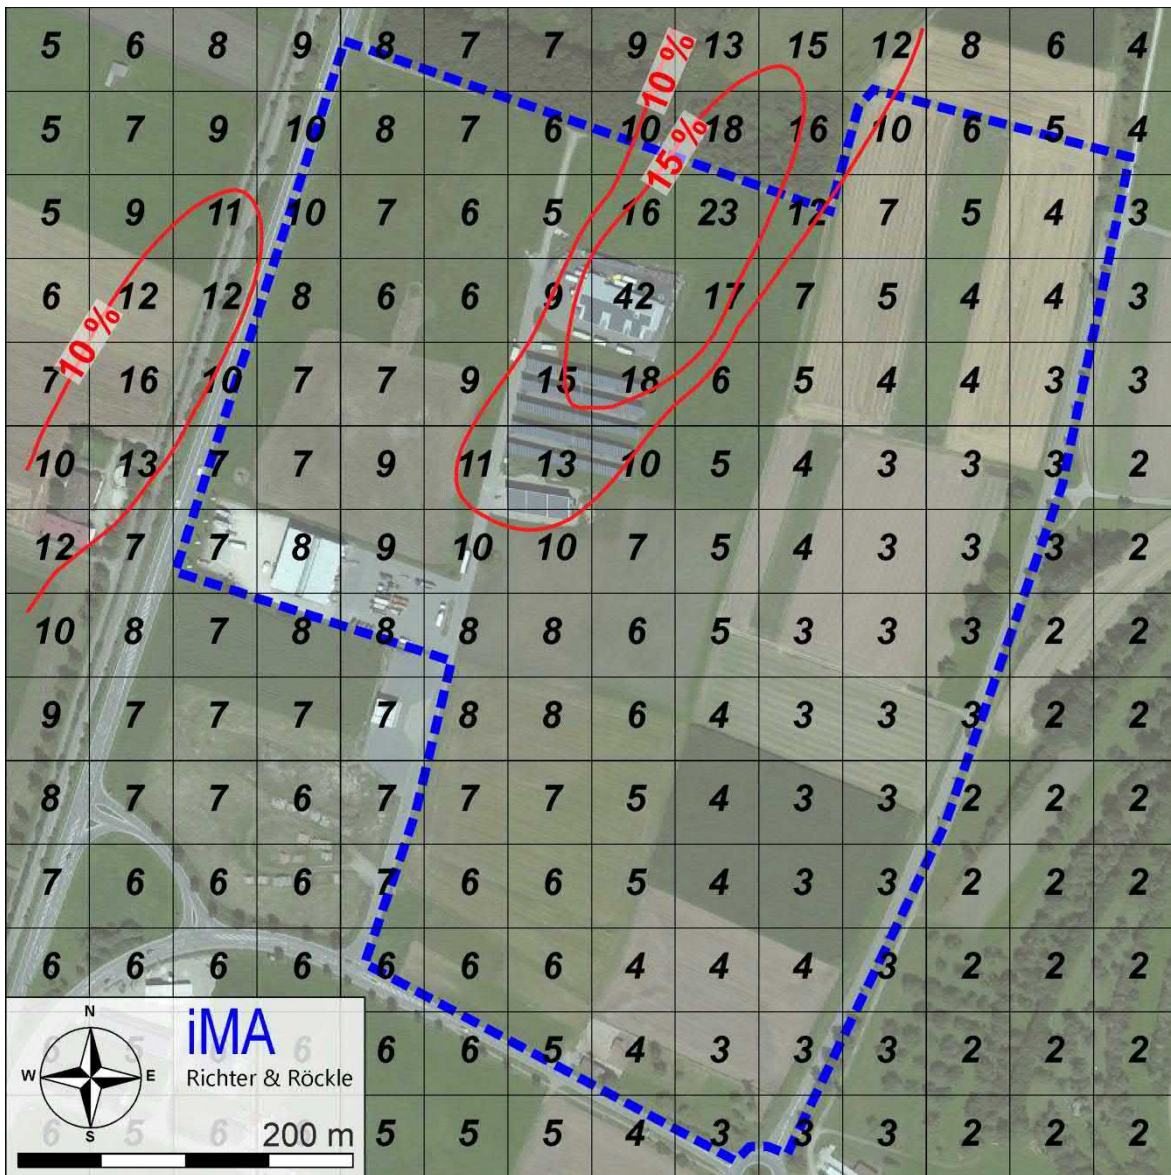 5 6 8 9 8 7 7 9 13 15 12 8 6 4
10 %
5 7 9 10 8 7 6 10 18 16 10 6 5 4
15 %
5 9 11 10 7 6 5 16 23 12 7 5 4 3
6 12 12 8 6 6 9 42 17 7 5 4 4 3
10 %
7 16 10 7 7 9 15 18 6 5 4 4 3 3
10 13 7 7 9 11 13 10 5 4 3 3 3 2
12 7 7 8 9 10 10 7 5 4 3 3 3 2
10 8 7 8 8 8 8 6 5 3 3 3 2 2
9 7 7 7 7 8 8 6 4 3 3 3 2 2
8 7 7 6 7 7 7 5 4 3 3 2 2 2
7 6 6 6 7 6 6 5 4 3 3 2 2 2
6 6 6 6 6 6 6 4 4 4 3 2 2 2
6 5 6 6 6 5 4 3 3 3 2 2 2
6 5 6 5 5 5 4 3 3 3 2 2 2
N
W E
S
iMA
Richter & Röckle
200 m